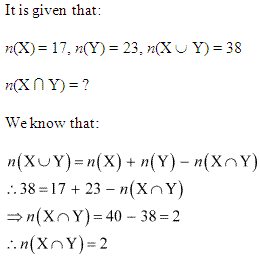 It is given that:
n(X) = 17, n(Y) = 23, n(X ∪ Y) = 38
n(X ∩ Y) = ?
We know that:
n(X∪Y) = n(X) + n(Y) − n(X∩Y)
∴38 = 17 + 23 − n(X∩Y)
⇒ n(X∩Y) = 40 − 38 = 2
∴n(X∩Y) = 2